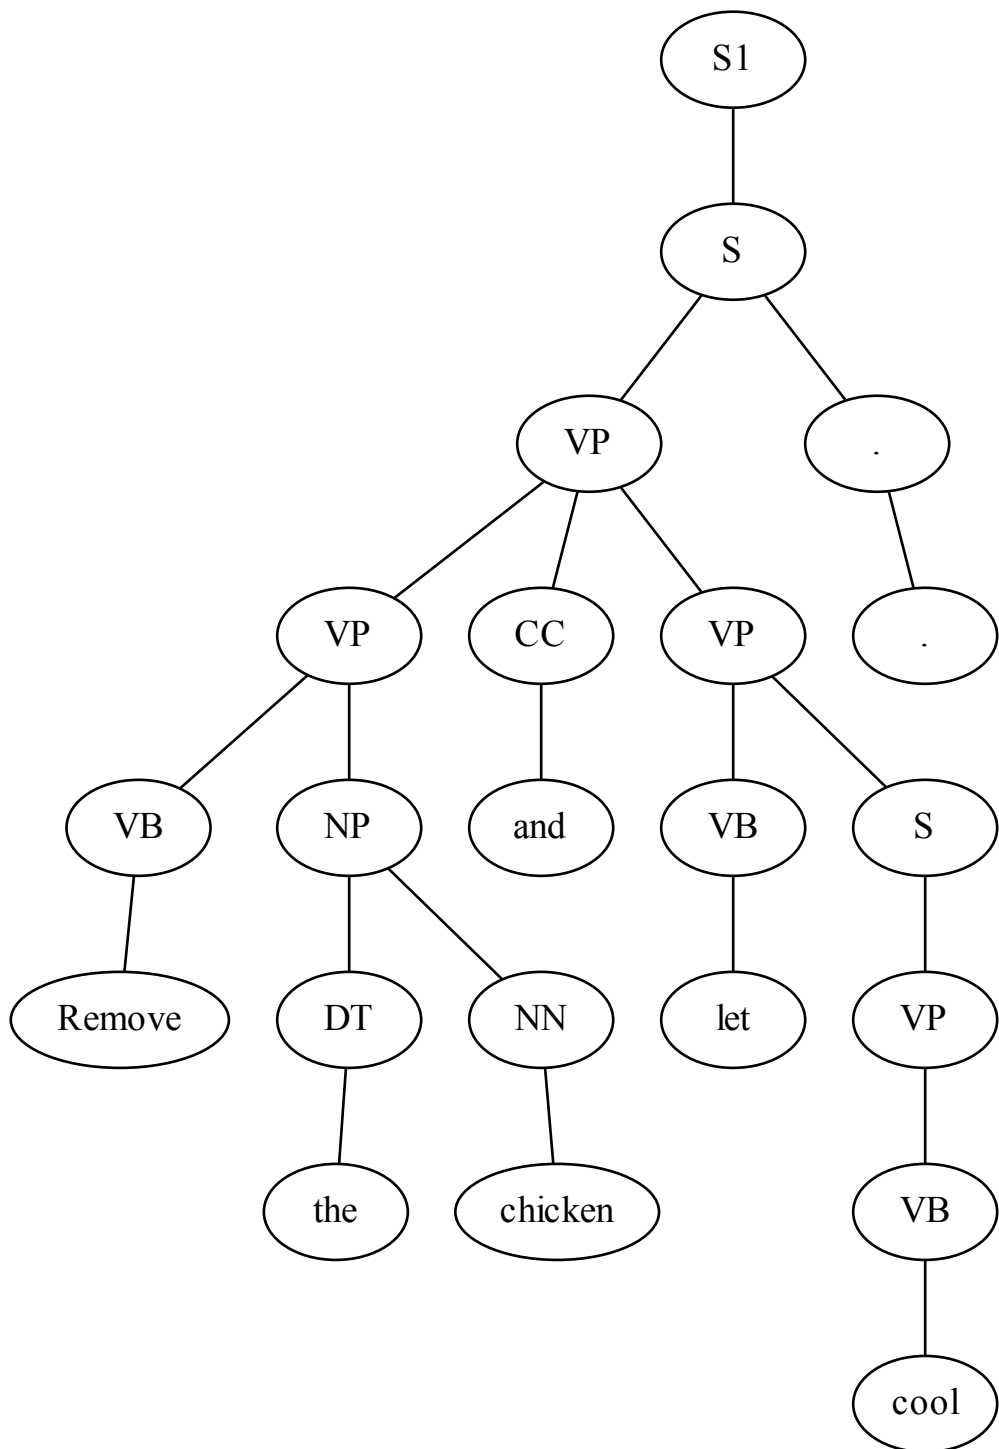 S1
S
VP .
VP CC VP .
VB NP and VB S
Remove DT NN let VP
the chicken VB
cool